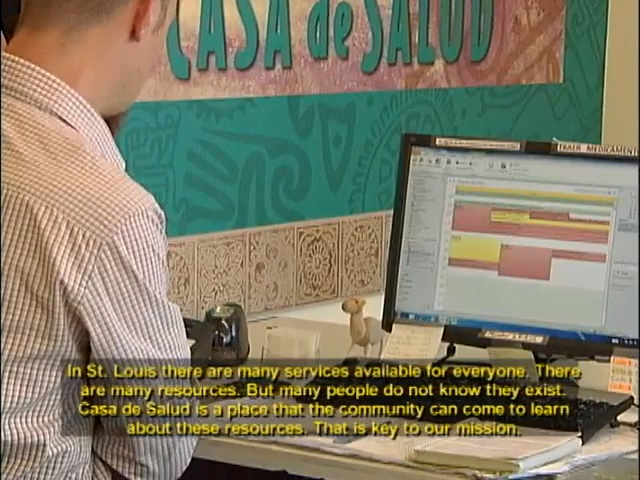 CASA de SALUD
TRAER MEDICAMENT
In St. Louis there are many services available for everyone. There
are many resources. But many people do not know they exist.
Casa de Salud is a place that the community can come to learn
about these resources. That is key to our mission.